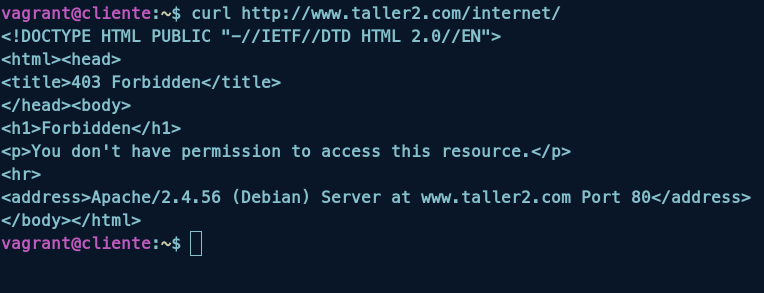 vagrant@cliente:~$ curl http://www.taller2.com/internet/
<!DOCTYPE HTML PUBLIC "-//IETF//DTD HTML 2.0//EN">
<html><head>
<title>403 Forbidden</title>
</head><body>
<h1>Forbidden</h1>
<p>You don't have permission to access this resource.</p>
<hr>
<address>Apache/2.4.56 (Debian) Server at www.taller2.com Port 80</address>
</body></html>
vagrant@cliente:~$